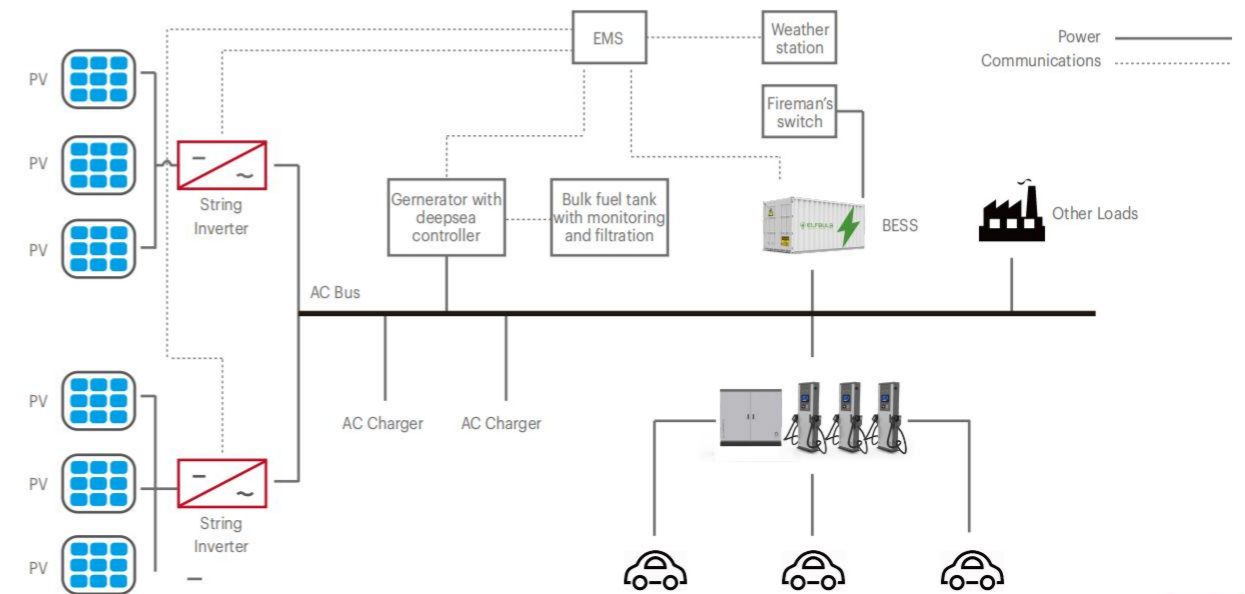 EMS
Weather
station
Power
Communications
PV
Fireman's
switch
PV
String
Inverter
Gernerator with
deepsea
controller
Bulk fuel tank
with monitoring
and filtration
ELFBULB
BESS
Other Loads
PV
AC Bus
PV
AC Charger
AC Charger
PV
String
Inverter
PV